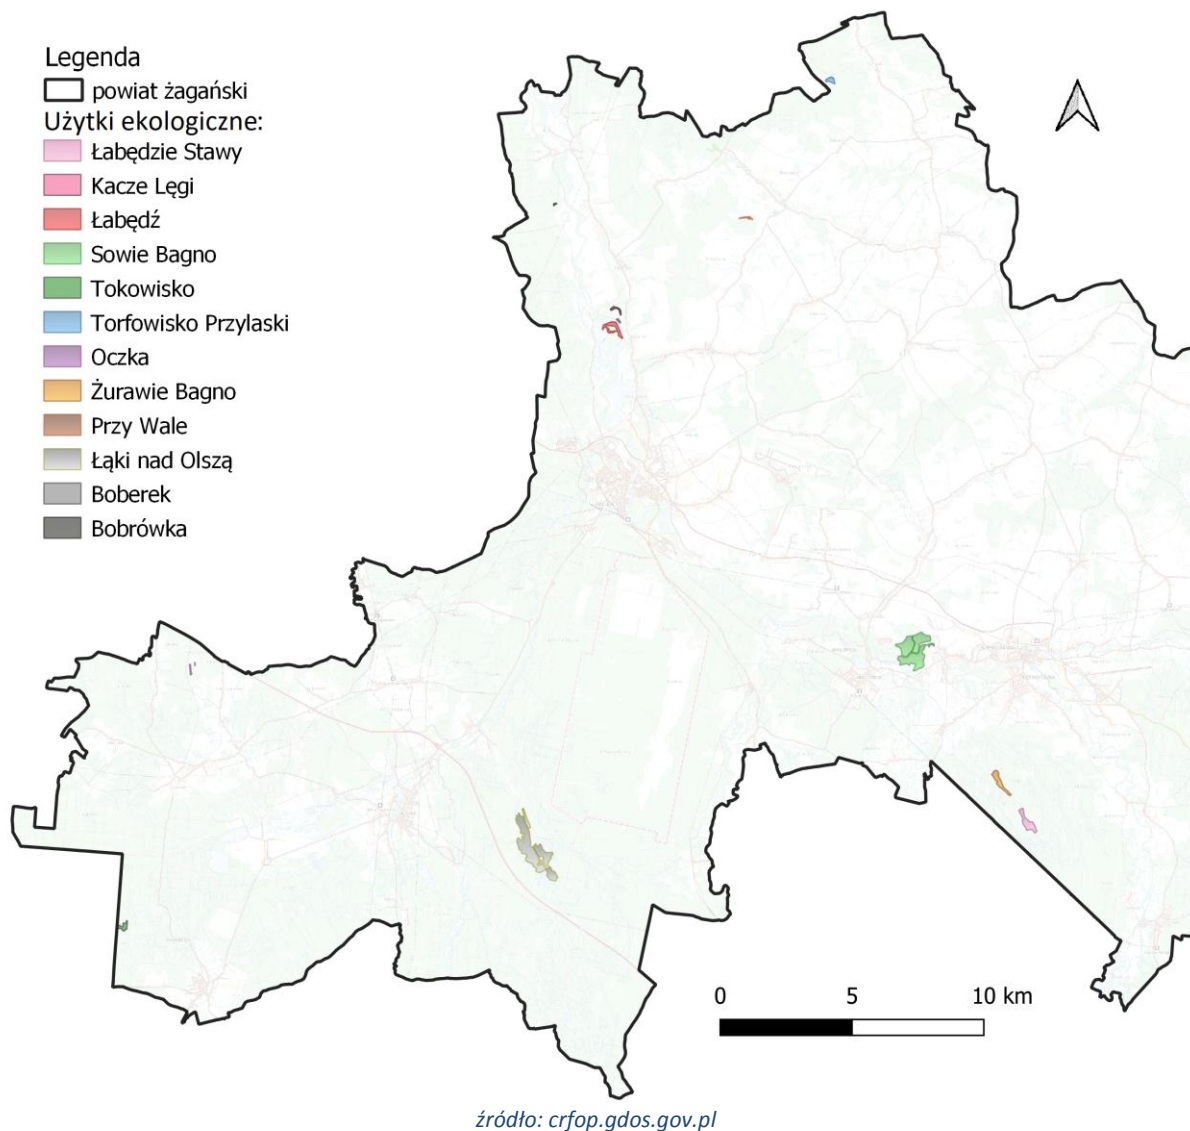 Legenda
powiat żagański
Użytki ekologiczne:
Łabędzie Stawy
Kacze Lęgi
Łabędź
Sowie Bagno
Tokowisko
Torfowisko Przylaski
Oczka
Żurawie Bagno
Przy Wale
Łąki nad Olszą
Boberek
Bobrówka
0 5 10 km
źródło: crfop.gdos.gov.pl